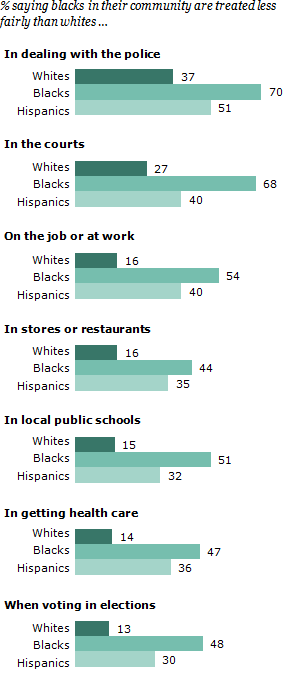 % saying blacks in their community are treated less
fairly than whites ...
In dealing with the police
Whites 37
Blacks 70
Hispanics 51
In the courts
Whites 27
Blacks 68
Hispanics 40
On the job or at work
Whites 16
Blacks 54
Hispanics 40
In stores or restaurants
Whites 16
Blacks 44
Hispanics 35
In local public schools
Whites 15
Blacks 51
Hispanics 32
In getting health care
Whites 14
Blacks 47
Hispanics 36
When voting in elections
Whites 13
Blacks 48
Hispanics 30